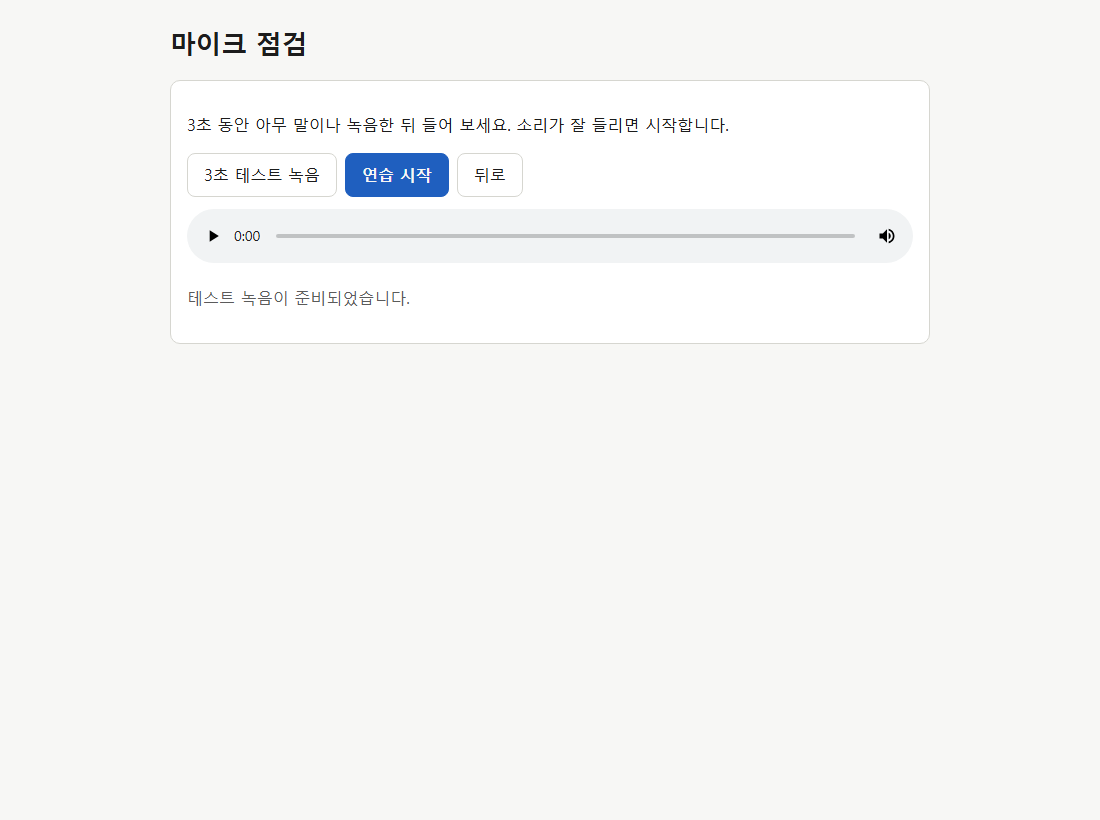 마이크 점검
3초 동안 아무 말이나 녹음한 뒤 들어 보세요. 소리가 잘 들리면 시작합니다.
3초 테스트 녹음
연습 시작
뒤로
0:00
테스트 녹음이 준비되었습니다.